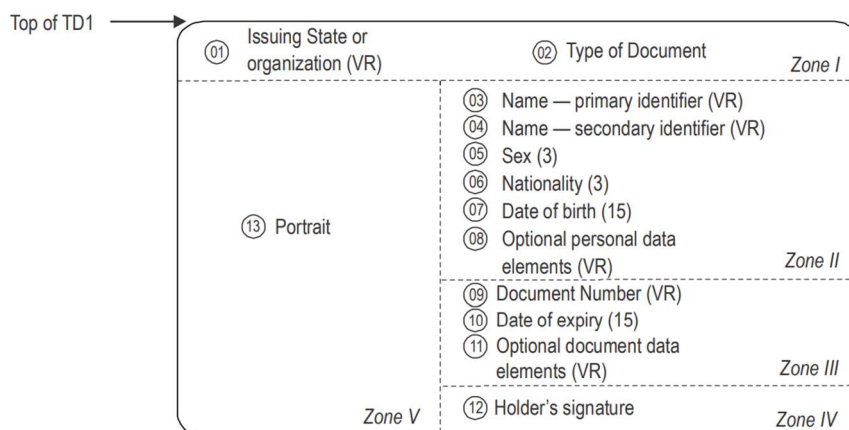 Top of TD1
01 Issuing State or
organization (VR)
02 Type of Document
Zone I
03 Name — primary identifier (VR)
04 Name — secondary identifier (VR)
05 Sex (3)
06 Nationality (3)
07 Date of birth (15)
08 Optional personal data
elements (VR)
Zone II
13 Portrait
Zone V
09 Document Number (VR)
10 Date of expiry (15)
11 Optional document data
elements (VR)
Zone III
12 Holder’s signature
Zone IV